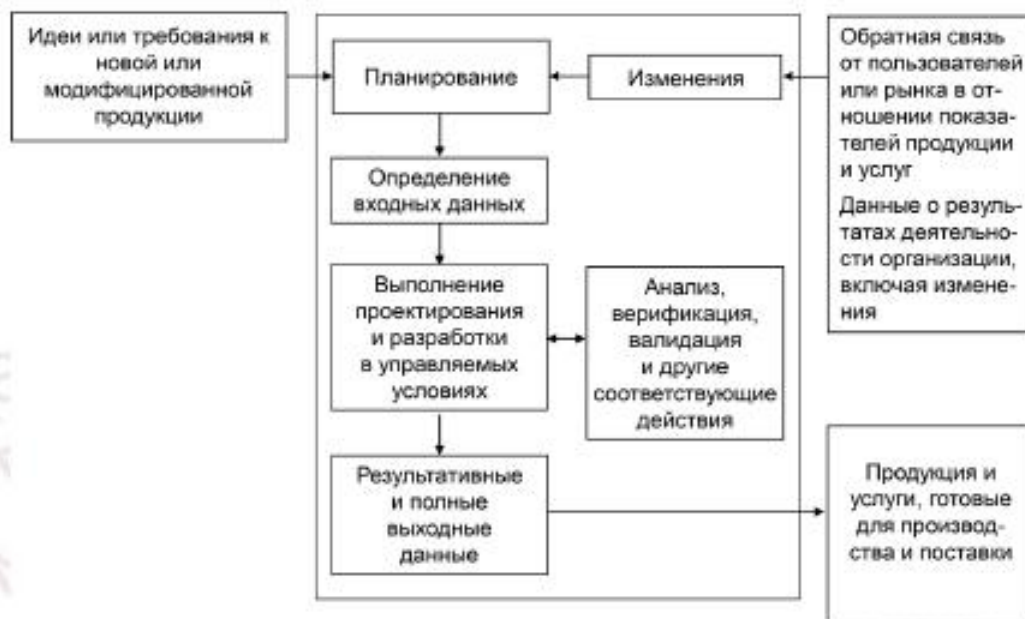 Идеи или требования к
новой или
модифицированной
продукции
Планирование
Изменения
Обратная связь
от пользователей
или рынка в от-
ношении показа-
телей продукции
и услуг
Данные о резуль-
татах деятельно-
сти организации,
включая измене-
ния
Определение
входных данных
Выполнение
проектирования
и разработки
в управляемых
условиях
Анализ,
верификация,
валидация
и другие
соответствующие
действия
Результативные
и полные
выходные
данные
Продукция и
услуги, готовые
для производ-
ства и поставки